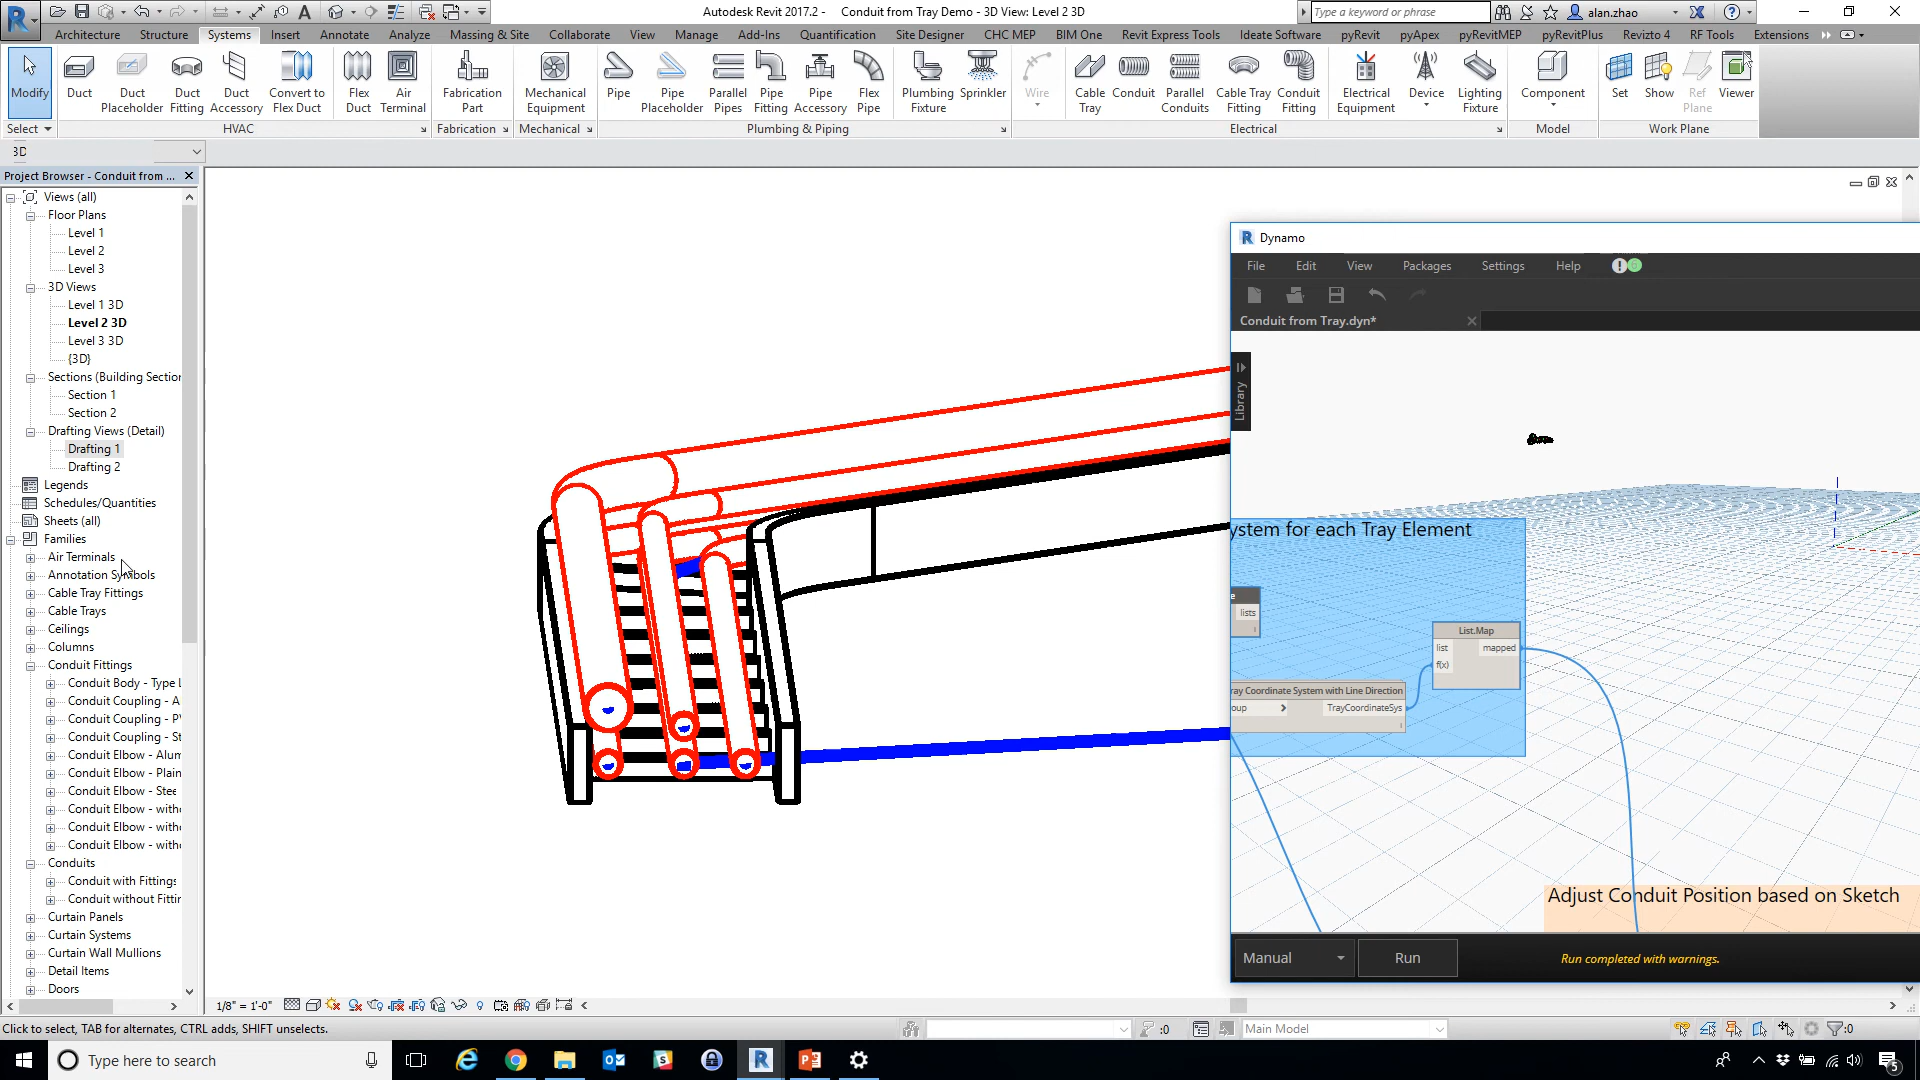 Autodesk Revit 2017.2 - Conduit from Tray Demo - 3D View: Level 2 3D
Type a keyword or phrase
alan.zhao
Architecture Structure Systems Insert Annotate Analyze Massing & Site Collaborate View Manage Add-Ins Quantification Site Designer CHC MEP BIM One Revit Express Tools Ideate Software pyRevit pyApex pyRevitMEP pyRevitPlus Revizto 4 RF Tools Extensions
Modify
Duct
Duct Placeholder
Duct Fitting
Duct Accessory
Convert to Flex Duct
Flex Duct
Air Terminal
Fabrication Part
Mechanical Equipment
Pipe
Pipe Placeholder
Parallel Pipes
Pipe Fitting
Pipe Accessory
Flex Pipe
Plumbing Fixture
Sprinkler
Wire
Cable Tray
Conduit
Parallel Conduits
Cable Tray Fitting
Conduit Fitting
Electrical Equipment
Device
Lighting Fixture
Component
Set
Show
Ref Plane
Viewer
Select HVAC Fabrication Mechanical Plumbing & Piping Electrical Model Work Plane
3D
Project Browser - Conduit from ...
Views (all)
Floor Plans
Level 1
Level 2
Level 3
3D Views
Level 1 3D
Level 2 3D
Level 3 3D
{3D}
Sections (Building Section
Section 1
Section 2
Drafting Views (Detail)
Drafting 1
Drafting 2
Legends
Schedules/Quantities
Sheets (all)
Families
Air Terminals
Annotation Symbols
Cable Tray Fittings
Cable Trays
Ceilings
Columns
Conduit Fittings
Conduit Body - Type L
Conduit Coupling - A
Conduit Coupling - PV
Conduit Coupling - St
Conduit Elbow - Alum
Conduit Elbow - Plain
Conduit Elbow - Stee
Conduit Elbow - witho
Conduit Elbow - witho
Conduit Elbow - witho
Conduits
Conduit with Fittings
Conduit without Fittin
Curtain Panels
Curtain Systems
Curtain Wall Mullions
Detail Items
Doors
Dynamo
File Edit View Packages Settings Help
Conduit from Tray.dyn*
Library
ystem for each Tray Element
e
lists
List.Map
list mapped
f(x)
ray Coordinate System with Line Direction
oup > TrayCoordinateSys
Adjust Conduit Position based on Sketch
Manual Run Run completed with warnings.
1/8" = 1'-0"
Click to select, TAB for alternates, CTRL adds, SHIFT unselects.
:0
Main Model
:0
Type here to search
5